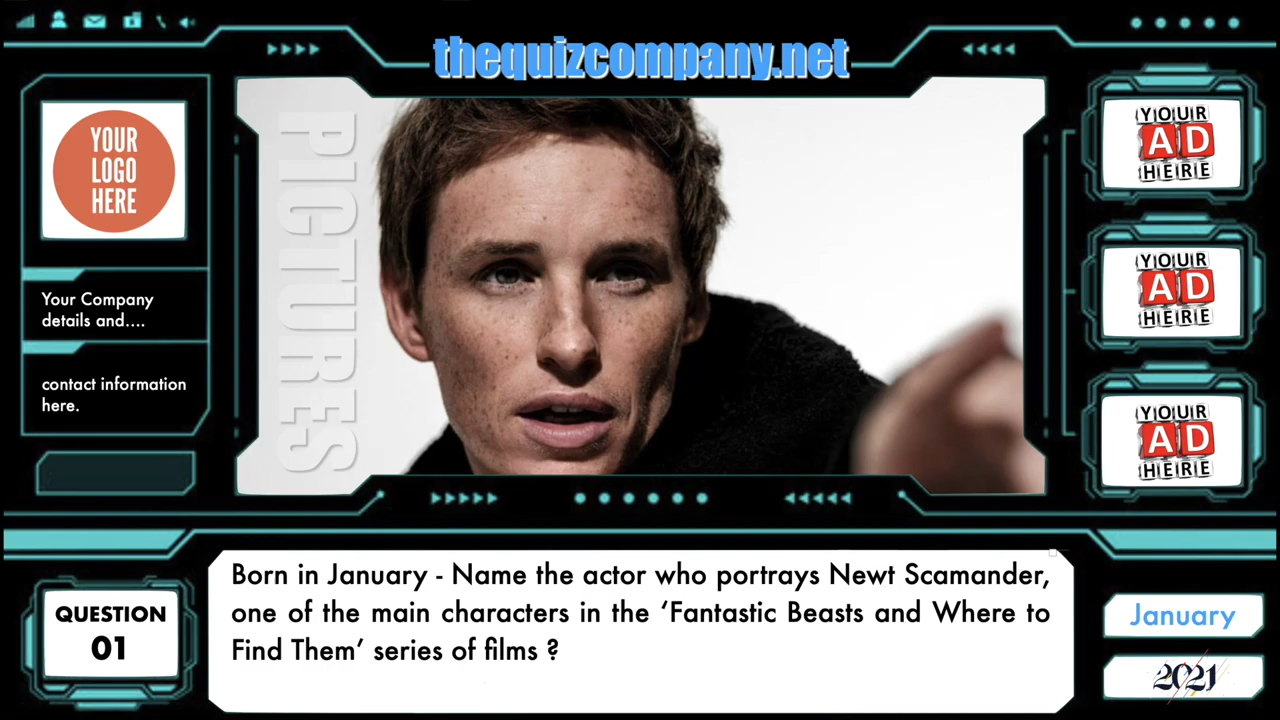 thequizcompany.net
YOUR
LOGO
HERE
Your Company
details and....
contact information
here.
PICTURES
YOUR
AD
HERE
YOUR
AD
HERE
YOUR
AD
HERE
QUESTION
01
Born in January - Name the actor who portrays Newt Scamander,
one of the main characters in the ‘Fantastic Beasts and Where to
Find Them’ series of films ?
January
2021